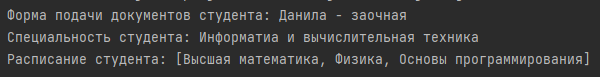 Форма подачи документов студента: Данила - заочная
Специальность студента: Информатиа и вычислительная техника
Расписание студента: [Высшая математика, Физика, Основы программирования]